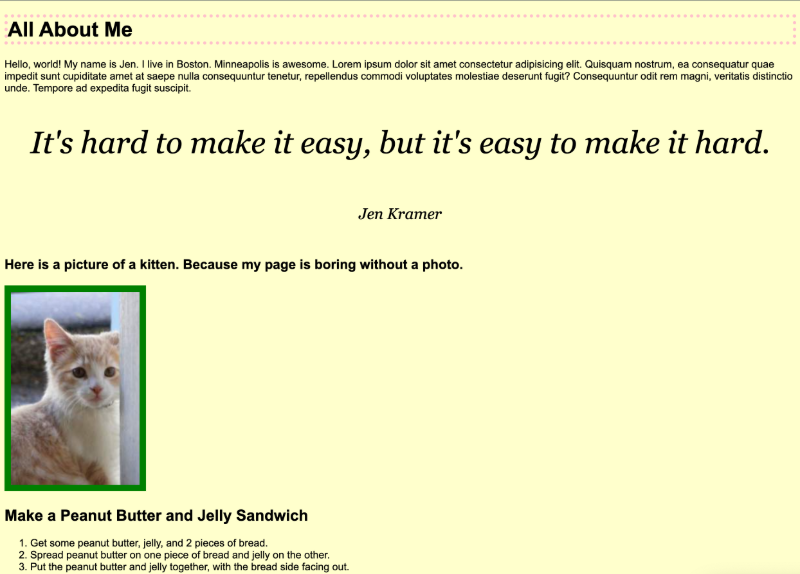 All About Me
Hello, world! My name is Jen. I live in Boston. Minneapolis is awesome. Lorem ipsum dolor sit amet consectetur adipisicing elit. Quisquam nostrum, ea consequatur quae
impedit sunt cupiditate amet at saepe nulla consequuntur tenetur, repellendus commodi voluptates molestiae deserunt fugit? Consequuntur odit rem magni, veritatis distinctio
unde. Tempore ad expedita fugit suscipit.
It's hard to make it easy, but it's easy to make it hard.
Jen Kramer
Here is a picture of a kitten. Because my page is boring without a photo.
Make a Peanut Butter and Jelly Sandwich
1. Get some peanut butter, jelly, and 2 pieces of bread.
2. Spread peanut butter on one piece of bread and jelly on the other.
3. Put the peanut butter and jelly together, with the bread side facing out.